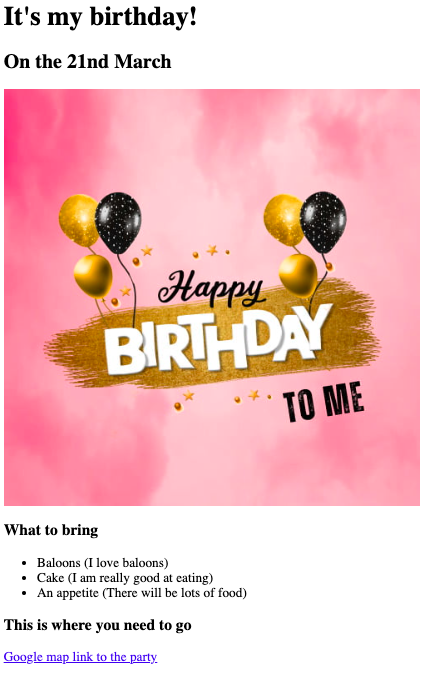 It's my birthday!
On the 21nd March
Happy
BIRTHDAY
TO ME
What to bring
• Baloons (I love baloons)
• Cake (I am really good at eating)
• An appetite (There will be lots of food)
This is where you need to go
Google map link to the party